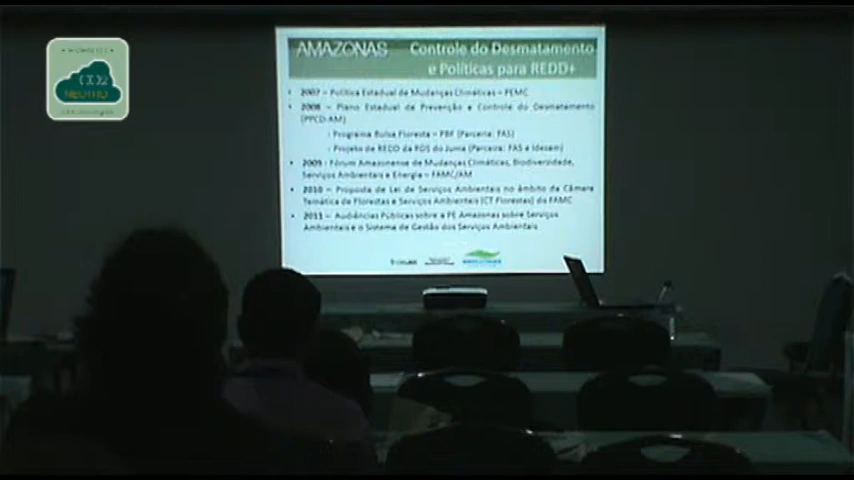 CO2
NEUTRO
AMAZONAS
Controle do Desmatamento
e Políticas para REDD+
• 2007 – Política Estadual de Mudanças Climáticas – PEMC
• 2008 – Plano Estadual de Prevenção e Controle do Desmatamento
(PPCD-AM)
- Programa Bolsa Floresta – PBF (Parceria: FAS)
- Projeto de REDD da RDS do Juma (Parceira: FAS e Idesam)
• 2009 - Fórum Amazonense de Mudanças Climáticas, Biodiversidade,
Serviços Ambientais e Energia – FAMC/AM
• 2010 – Proposta de Lei de Serviços Ambientais no âmbito da Câmara
Temática de Florestas e Serviços Ambientais (CT Florestas) do FAMC
• 2011 – Audiências Públicas sobre a PE Amazonas sobre Serviços
Ambientais e o Sistema de Gestão dos Serviços Ambientais